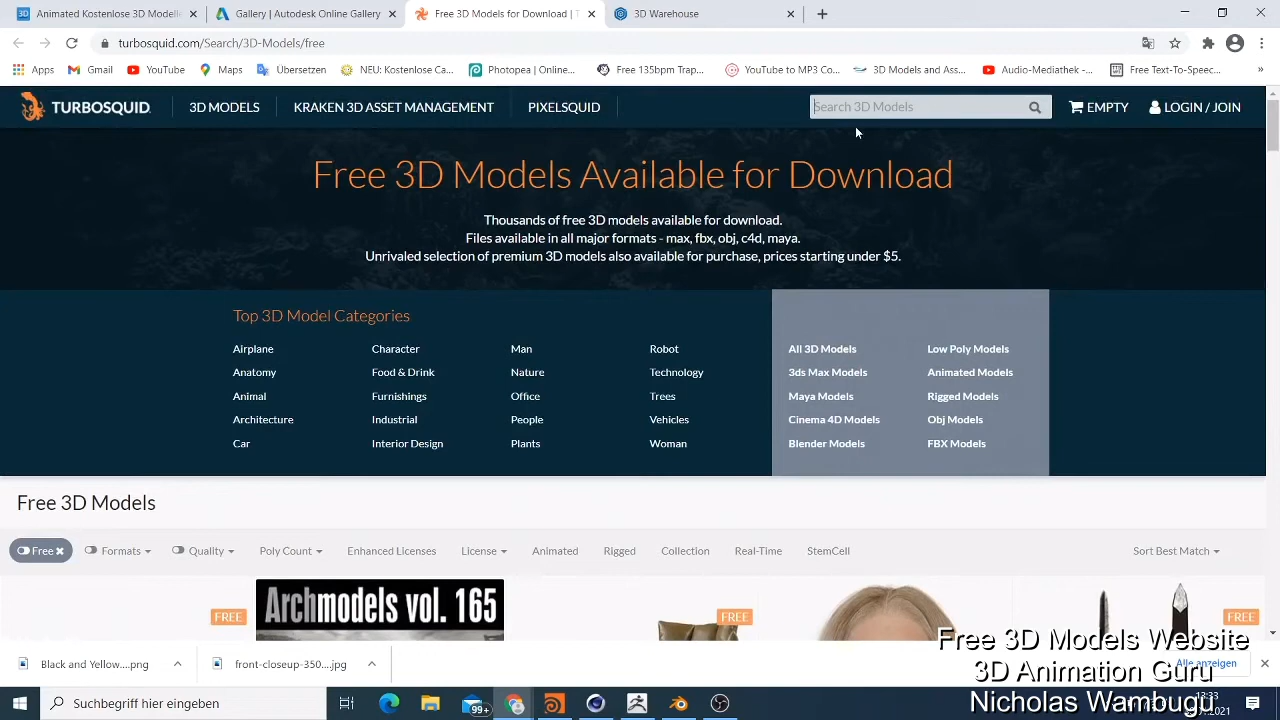 Animated Kostenlose 3D Modell
Gallery | Autodesk Online Gallery
Free 3D Models for Download | T
3D Warehouse
turbosquid.com/Search/3D-Models/free
Apps
Gmail
YouTube
Maps
Übersetzen
NEU: Kostenlose Ca...
Photopea | Online...
Free 135bpm Trap...
YouTube to MP3 Co...
3D Models and Ass...
Audio-Mediathek -...
Free Text-To-Speec...
TURBOSQUID
3D MODELS
KRAKEN 3D ASSET MANAGEMENT
PIXELSQUID
Search 3D Models
EMPTY
LOGIN / JOIN
Free 3D Models Available for Download
Thousands of free 3D models available for download.
Files available in all major formats - max, fbx, obj, c4d, maya.
Unrivaled selection of premium 3D models also available for purchase, prices starting under $5.
Top 3D Model Categories
Airplane Character Man Robot All 3D Models Low Poly Models
Anatomy Food & Drink Nature Technology 3ds Max Models Animated Models
Animal Furnishings Office Trees Maya Models Rigged Models
Architecture Industrial People Vehicles Cinema 4D Models Obj Models
Car Interior Design Plants Woman Blender Models FBX Models
Free 3D Models
Free Formats Quality Poly Count Enhanced Licenses License Animated Rigged Collection Real-Time StemCell Sort Best Match
FREE
Archmodels vol. 165
FREE
FREE
Black and Yellow....png
front-closeup-350....jpg
Alle anzeigen
Free 3D Models Website
3D Animation Guru
Nicholas Wambugu
Suchbegriff hier eingeben
99+